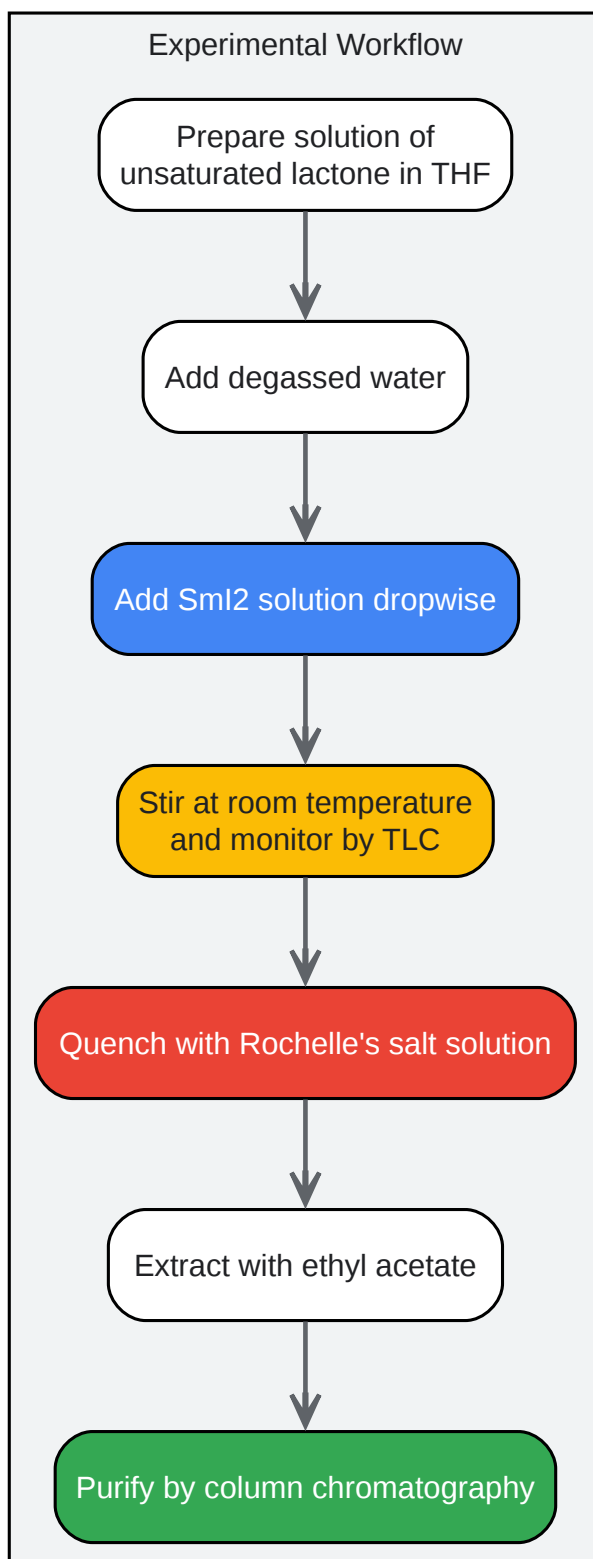 Experimental Workflow
Prepare solution of
unsaturated lactone in THF
Add degassed water
Add SmI2 solution dropwise
Stir at room temperature
and monitor by TLC
Quench with Rochelle's salt solution
Extract with ethyl acetate
Purify by column chromatography